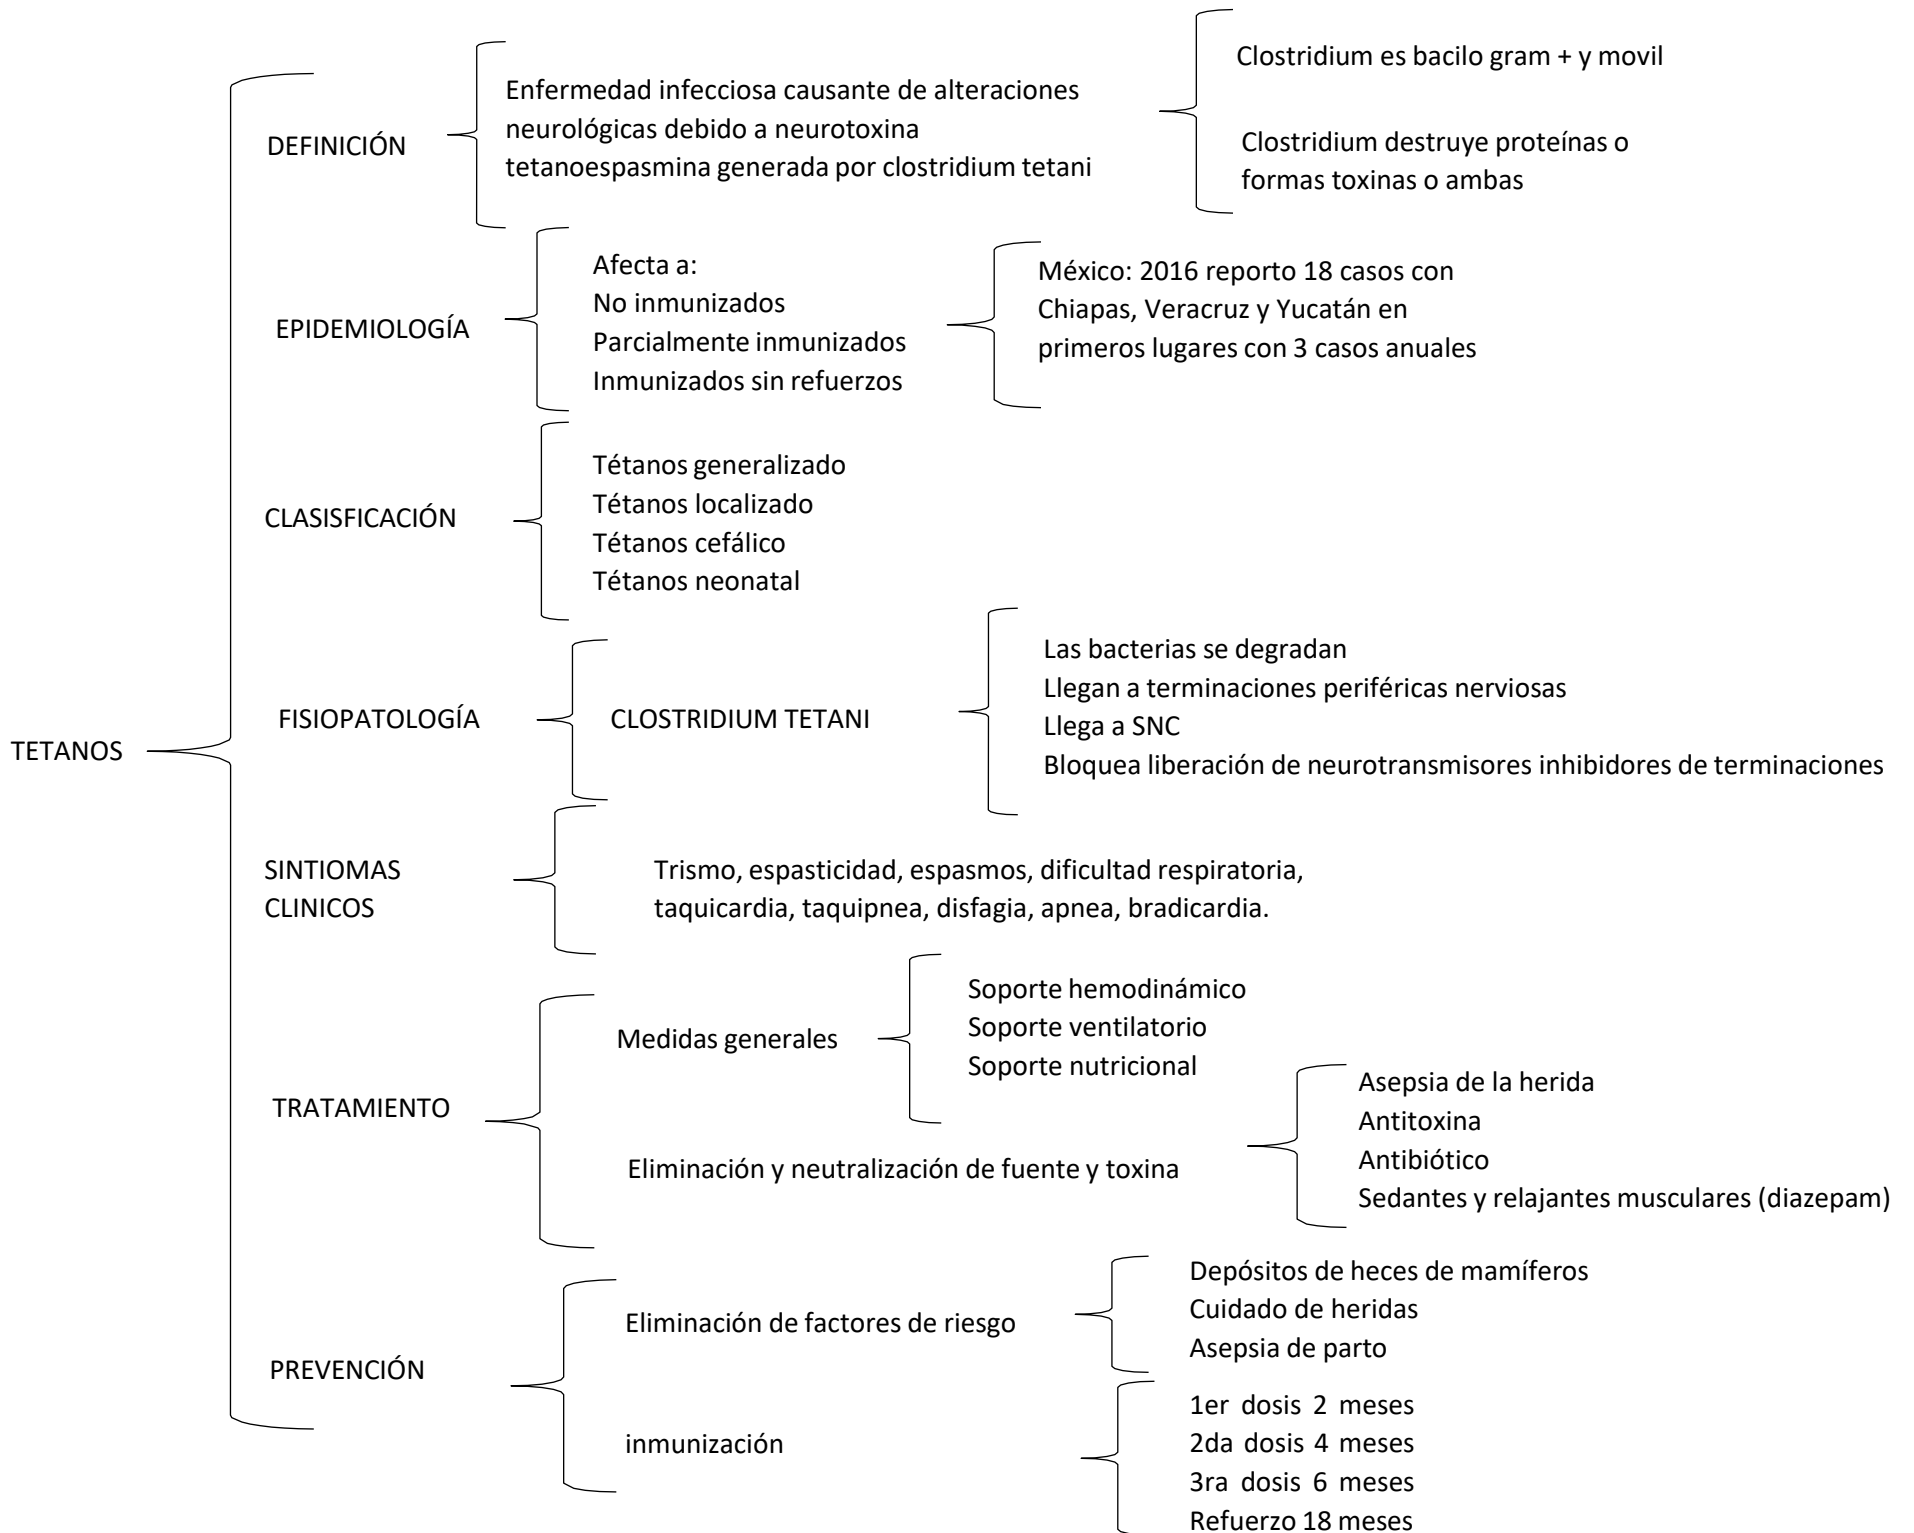 TETANOS
DEFINICIÓN
Enfermedad infecciosa causante de alteraciones
neurológicas debido a neurotoxina
tetanoespasmina generada por clostridium tetani
Clostridium es bacilo gram + y movil
Clostridium destruye proteínas o
formas toxinas o ambas
EPIDEMIOLOGÍA
Afecta a:
No inmunizados
Parcialmente inmunizados
Inmunizados sin refuerzos
México: 2016 reporto 18 casos con
Chiapas, Veracruz y Yucatán en
primeros lugares con 3 casos anuales
CLASISFICACIÓN
Tétanos generalizado
Tétanos localizado
Tétanos cefálico
Tétanos neonatal
FISIOPATOLOGÍA
CLOSTRIDIUM TETANI
Las bacterias se degradan
Llegan a terminaciones periféricas nerviosas
Llega a SNC
Bloquea liberación de neurotransmisores inhibidores de terminaciones
SINTIOMAS
CLINICOS
Trismo, espasticidad, espasmos, dificultad respiratoria,
taquicardia, taquipnea, disfagia, apnea, bradicardia.
TRATAMIENTO
Medidas generales
Soporte hemodinámico
Soporte ventilatorio
Soporte nutricional
Eliminación y neutralización de fuente y toxina
Asepsia de la herida
Antitoxina
Antibiótico
Sedantes y relajantes musculares (diazepam)
PREVENCIÓN
Eliminación de factores de riesgo
Depósitos de heces de mamíferos
Cuidado de heridas
Asepsia de parto
inmunización
1er dosis 2 meses
2da dosis 4 meses
3ra dosis 6 meses
Refuerzo 18 meses